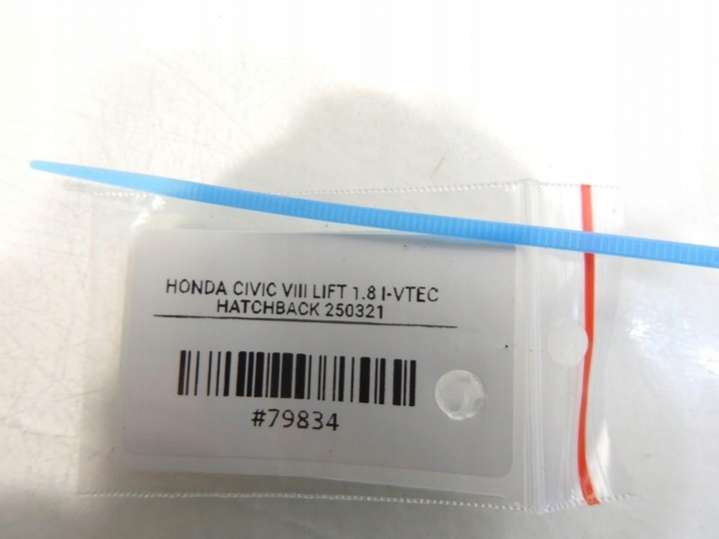 HONDA CIVIC VIII LIFT 1.8 I-VTEC
HATCHBACK 250321
#79834